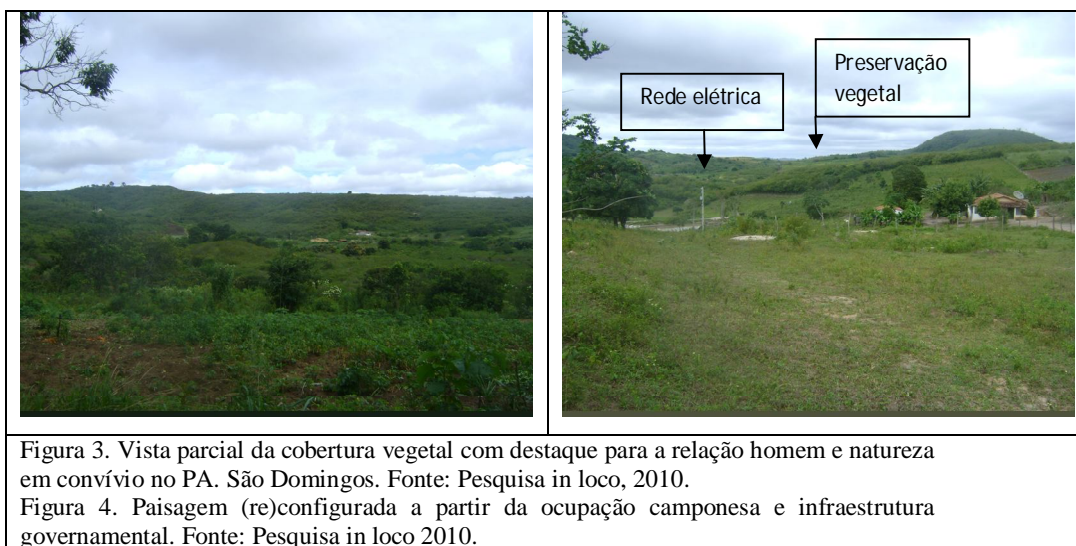 Rede elétrica
Preservação
vegetal
Figura 3. Vista parcial da cobertura vegetal com destaque para a relação homem e natureza
em convívio no PA. São Domingos. Fonte: Pesquisa in loco, 2010.
Figura 4. Paisagem (re)configurada a partir da ocupação camponesa e infraestrutura
governamental. Fonte: Pesquisa in loco 2010.